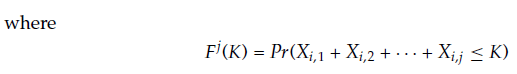 where
F^j(K) = Pr(X_{i,1} + X_{i,2} + · · · + X_{i,j} ≤ K)